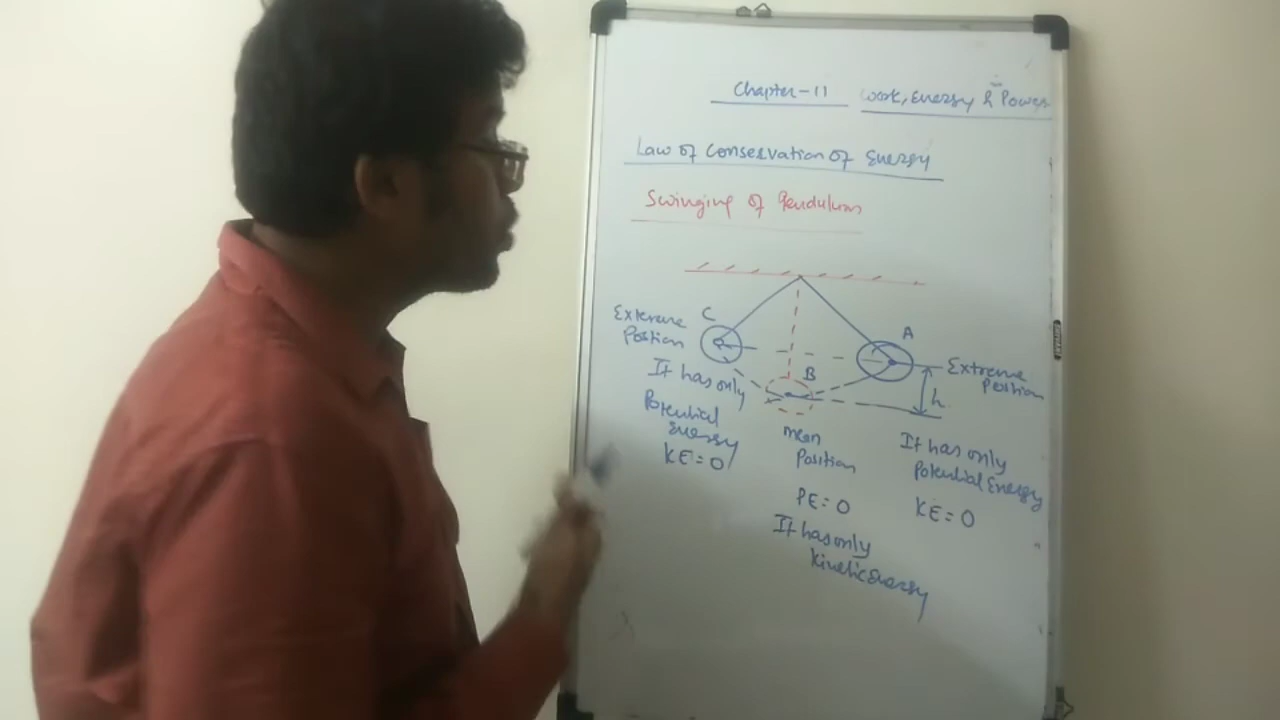 Chapter-11 Work, Energy & Power
Law of Conservation of Energy
Swinging of Pendulum
C
Extreme
Position
It has only
Potential
Energy
KE=0
A
Extreme
Position
h
It has only
Potential Energy
KE=0
B
mean
Position
PE=0
It has only
kinetic Energy